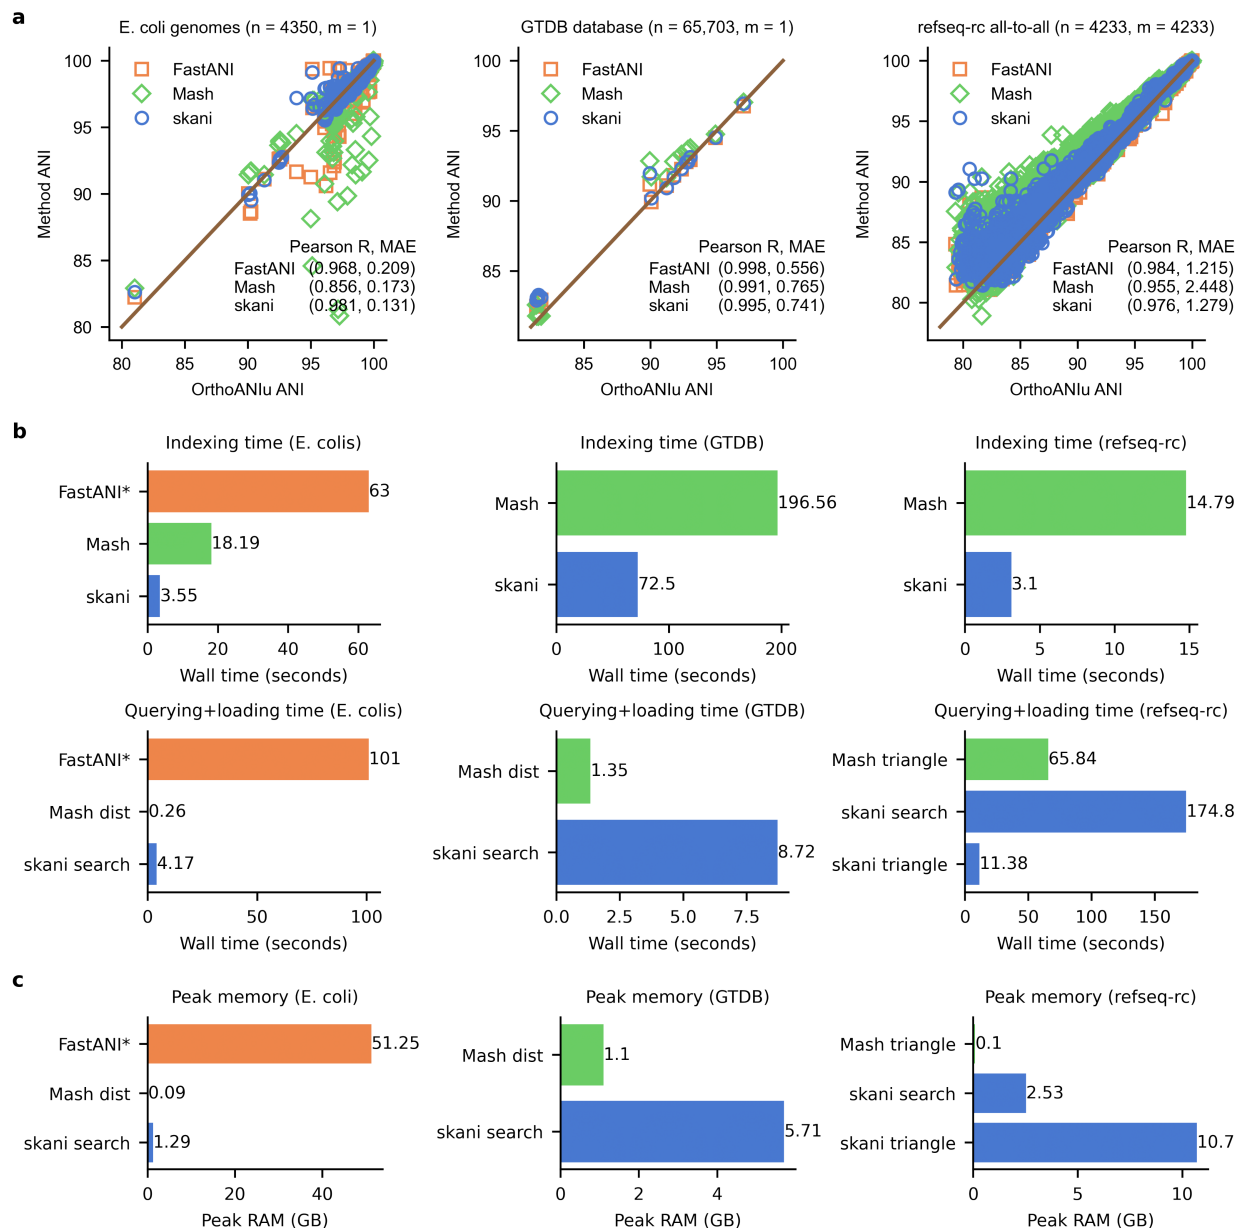 a
E. coli genomes (n = 4350, m = 1)
FastANI
Mash
skani
Method ANI
100
95
90
85
80
Pearson R, MAE
FastANI (0.968, 0.209)
Mash (0.856, 0.173)
skani (0.981, 0.131)
80 85 90 95 100
OrthoANIu ANI
GTDB database (n = 65,703, m = 1)
FastANI
Mash
skani
Method ANI
100
95
90
85
Pearson R, MAE
FastANI (0.998, 0.556)
Mash (0.991, 0.765)
skani (0.995, 0.741)
85 90 95 100
OrthoANIu ANI
refseq-rc all-to-all (n = 4233, m = 4233)
FastANI
Mash
skani
Method ANI
100
95
90
85
80
Pearson R, MAE
FastANI (0.984, 1.215)
Mash (0.955, 2.448)
skani (0.976, 1.279)
80 85 90 95 100
OrthoANIu ANI
b
Indexing time (E. colis)
FastANI* 63
Mash 18.19
skani 3.55
0 20 40 60
Wall time (seconds)
Indexing time (GTDB)
Mash 196.56
skani 72.5
0 100 200
Wall time (seconds)
Indexing time (refseq-rc)
Mash 14.79
skani 3.1
0 5 10 15
Wall time (seconds)
Querying+loading time (E. colis)
FastANI* 101
Mash dist 0.26
skani search 4.17
0 50 100
Wall time (seconds)
Querying+loading time (GTDB)
Mash dist 1.35
skani search 8.72
0.0 2.5 5.0 7.5
Wall time (seconds)
Querying+loading time (refseq-rc)
Mash triangle 65.84
skani search 174.8
skani triangle 11.38
0 50 100 150
Wall time (seconds)
c
Peak memory (E. coli)
FastANI* 51.25
Mash dist 0.09
skani search 1.29
0 20 40
Peak RAM (GB)
Peak memory (GTDB)
Mash dist 1.1
skani search 5.71
0 2 4
Peak RAM (GB)
Peak memory (refseq-rc)
Mash triangle 0.1
skani search 2.53
skani triangle 10.7
0 5 10
Peak RAM (GB)